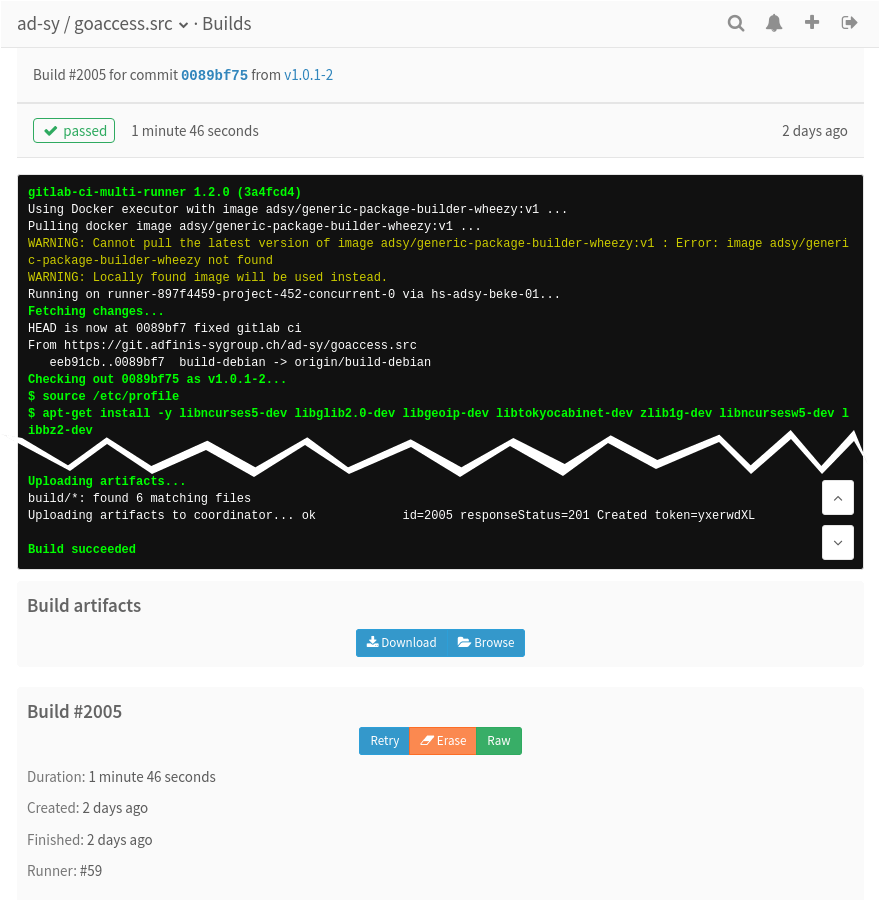 ad-sy / goaccess.src · Builds
Build #2005 for commit 0089bf75 from v1.0.1-2
passed 1 minute 46 seconds 2 days ago
gitlab-ci-multi-runner 1.2.0 (3a4fcd4)
Using Docker executor with image adsy/generic-package-builder-wheezy:v1 ...
Pulling docker image adsy/generic-package-builder-wheezy:v1 ...
WARNING: Cannot pull the latest version of image adsy/generic-package-builder-wheezy:v1 : Error: image adsy/generi
c-package-builder-wheezy not found
WARNING: Locally found image will be used instead.
Running on runner-897f4459-project-452-concurrent-0 via hs-adsy-beke-01...
Fetching changes...
HEAD is now at 0089bf7 fixed gitlab ci
From https://git.adfinis-sygroup.ch/ad-sy/goaccess.src
   eeb91cb..0089bf7  build-debian -> origin/build-debian
Checking out 0089bf75 as v1.0.1-2...
$ source /etc/profile
$ apt-get install -y libncurses5-dev libglib2.0-dev libgeoip-dev libtokyocabinet-dev zlib1g-dev libncursesw5-dev l
ibbz2-dev
Uploading artifacts...
build/*: found 6 matching files
Uploading artifacts to coordinator... ok            id=2005 responseStatus=201 Created token=yxerwdXL
Build succeeded
Build artifacts
Download Browse
Build #2005
Retry Erase Raw
Duration: 1 minute 46 seconds
Created: 2 days ago
Finished: 2 days ago
Runner: #59